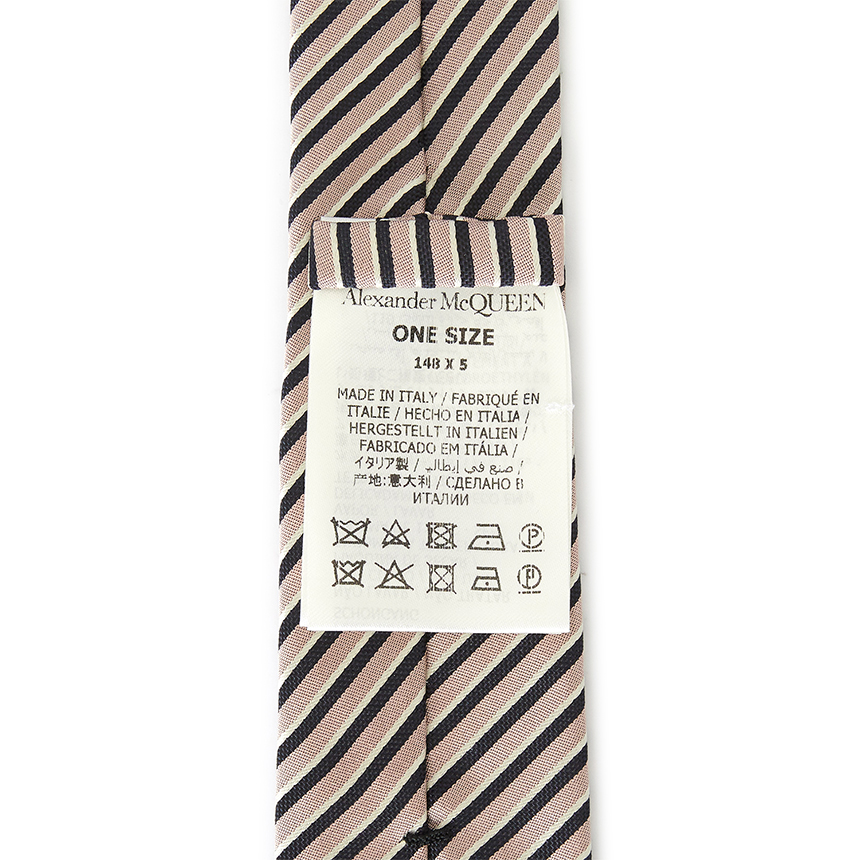 Alexander McQUEEN
ONE SIZE
148 X 5
MADE IN ITALY / FABRIQUÉ EN
ITALIE / HECHO EN ITALIA /
HERGESTELLT IN ITALIEN /
FABRICADO EM ITÁLIA /
イタリア製 / صنع في إيطاليا /
产地:意大利 / СДЕЛАНО В
ИТАЛИИ
P P